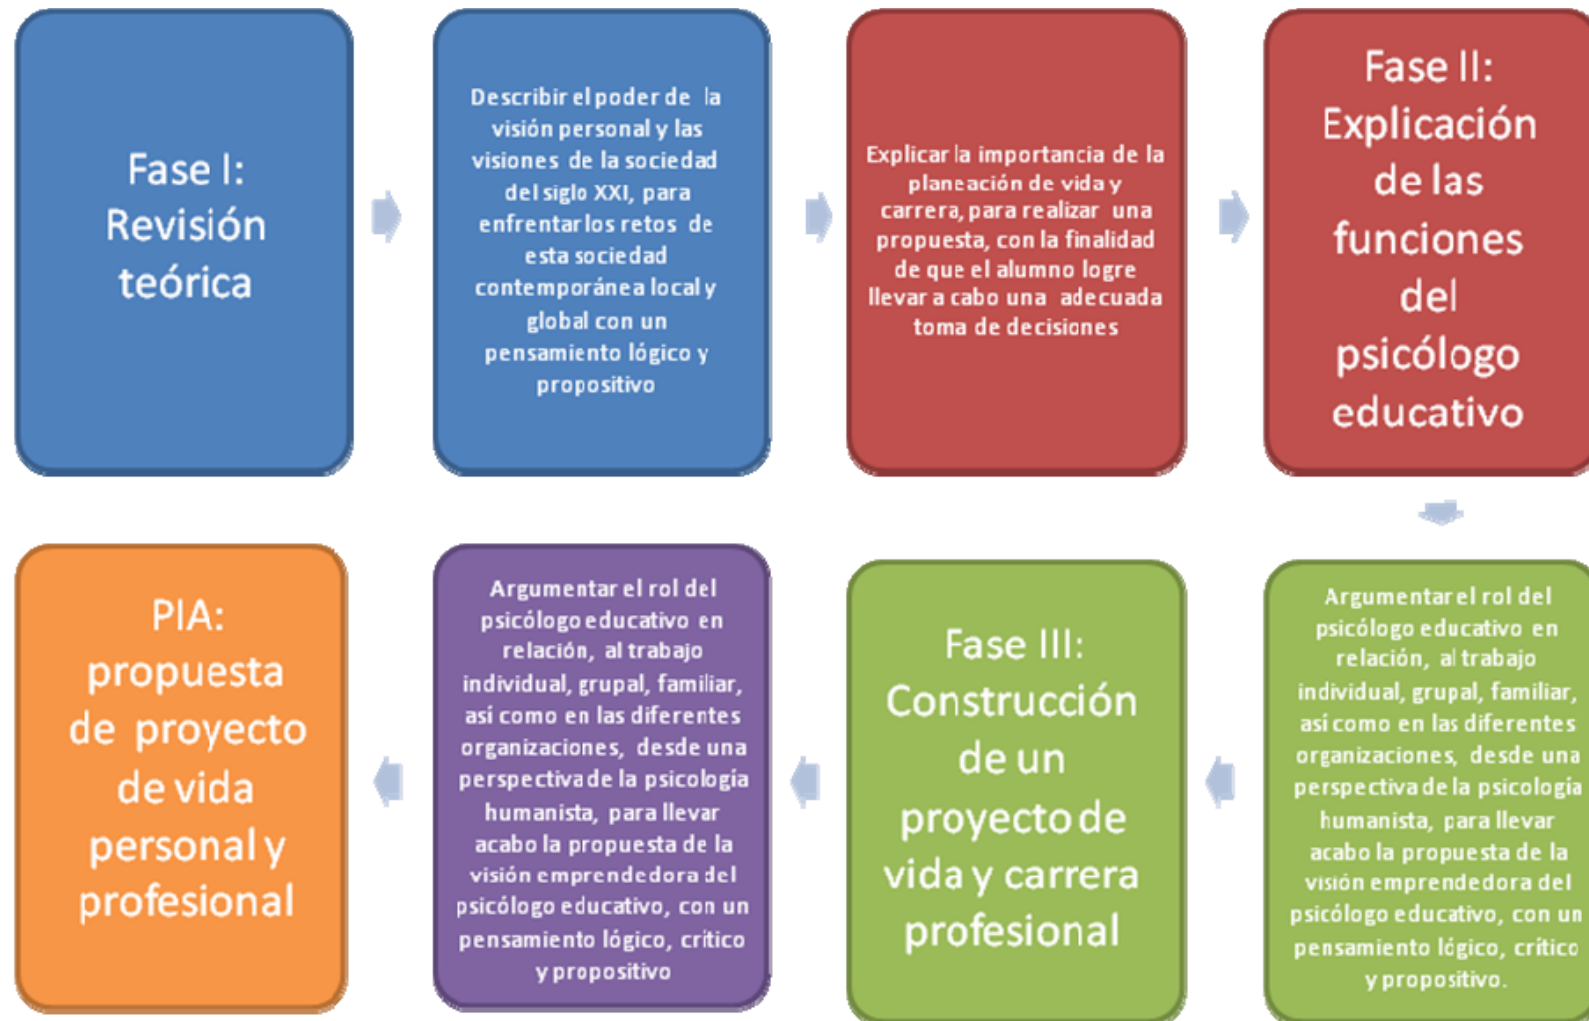 Fase I:
Revisión
teórica
Describir el poder de la
visión personal y las
visiones de la sociedad
del siglo XXI, para
enfrentar los retos de
esta sociedad
contemporánea local y
global con un
pensamiento lógico y
propositivo
Explicar la importancia de la
planeación de vida y
carrera, para realizar una
propuesta, con la finalidad
de que el alumno logre
llevar a cabo una adecuada
toma de decisiones
Fase II:
Explicación
de las
funciones
del
psicólogo
educativo
Argumentar el rol del
psicólogo educativo en
relación, al trabajo
individual, grupal, familiar,
así como en las diferentes
organizaciones, desde una
perspectiva de la psicología
humanista, para llevar
acabo la propuesta de la
visión emprendedora del
psicólogo educativo, con un
pensamiento lógico, crítico
y propositivo.
Fase III:
Construcción
de un
proyecto de
vida y carrera
profesional
Argumentar el rol del
psicólogo educativo en
relación, al trabajo
individual, grupal, familiar,
así como en las diferentes
organizaciones, desde una
perspectiva de la psicología
humanista, para llevar
acabo la propuesta de la
visión emprendedora del
psicólogo educativo, con un
pensamiento lógico, crítico
y propositivo
PIA:
propuesta
de proyecto
de vida
personal y
profesional